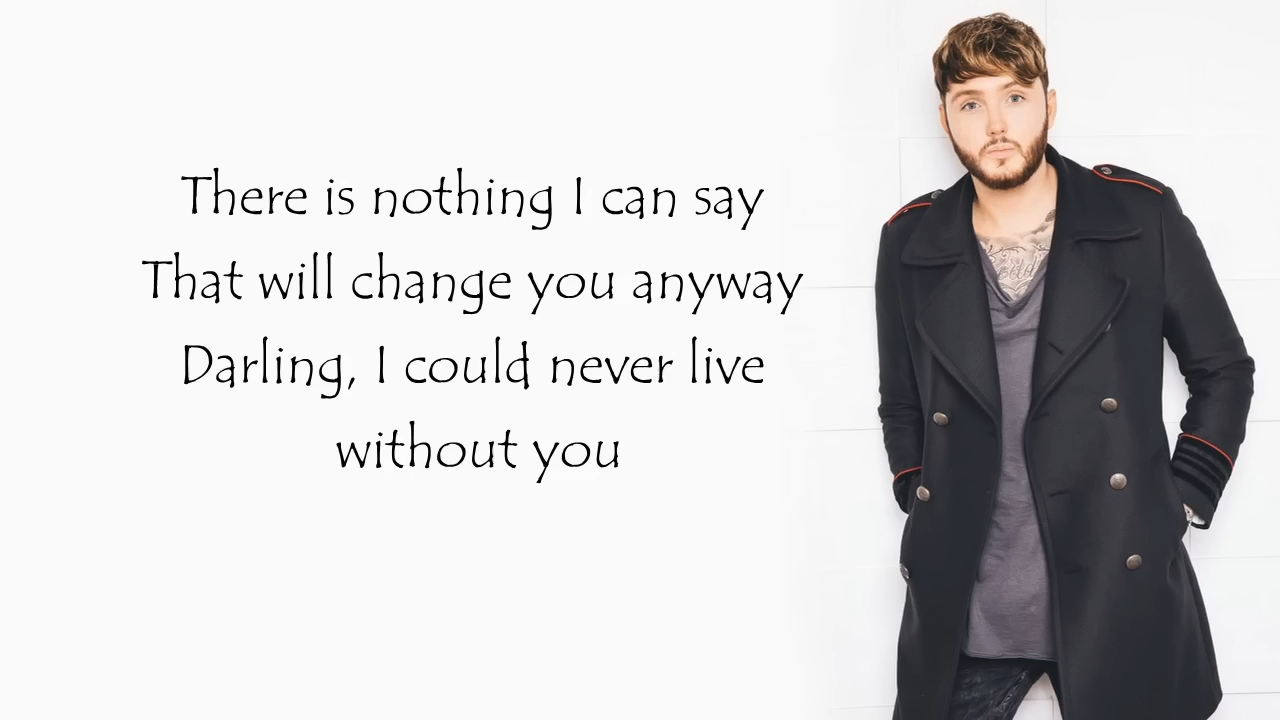 There is nothing I can say
That will change you anyway
Darling, I could never live
without you